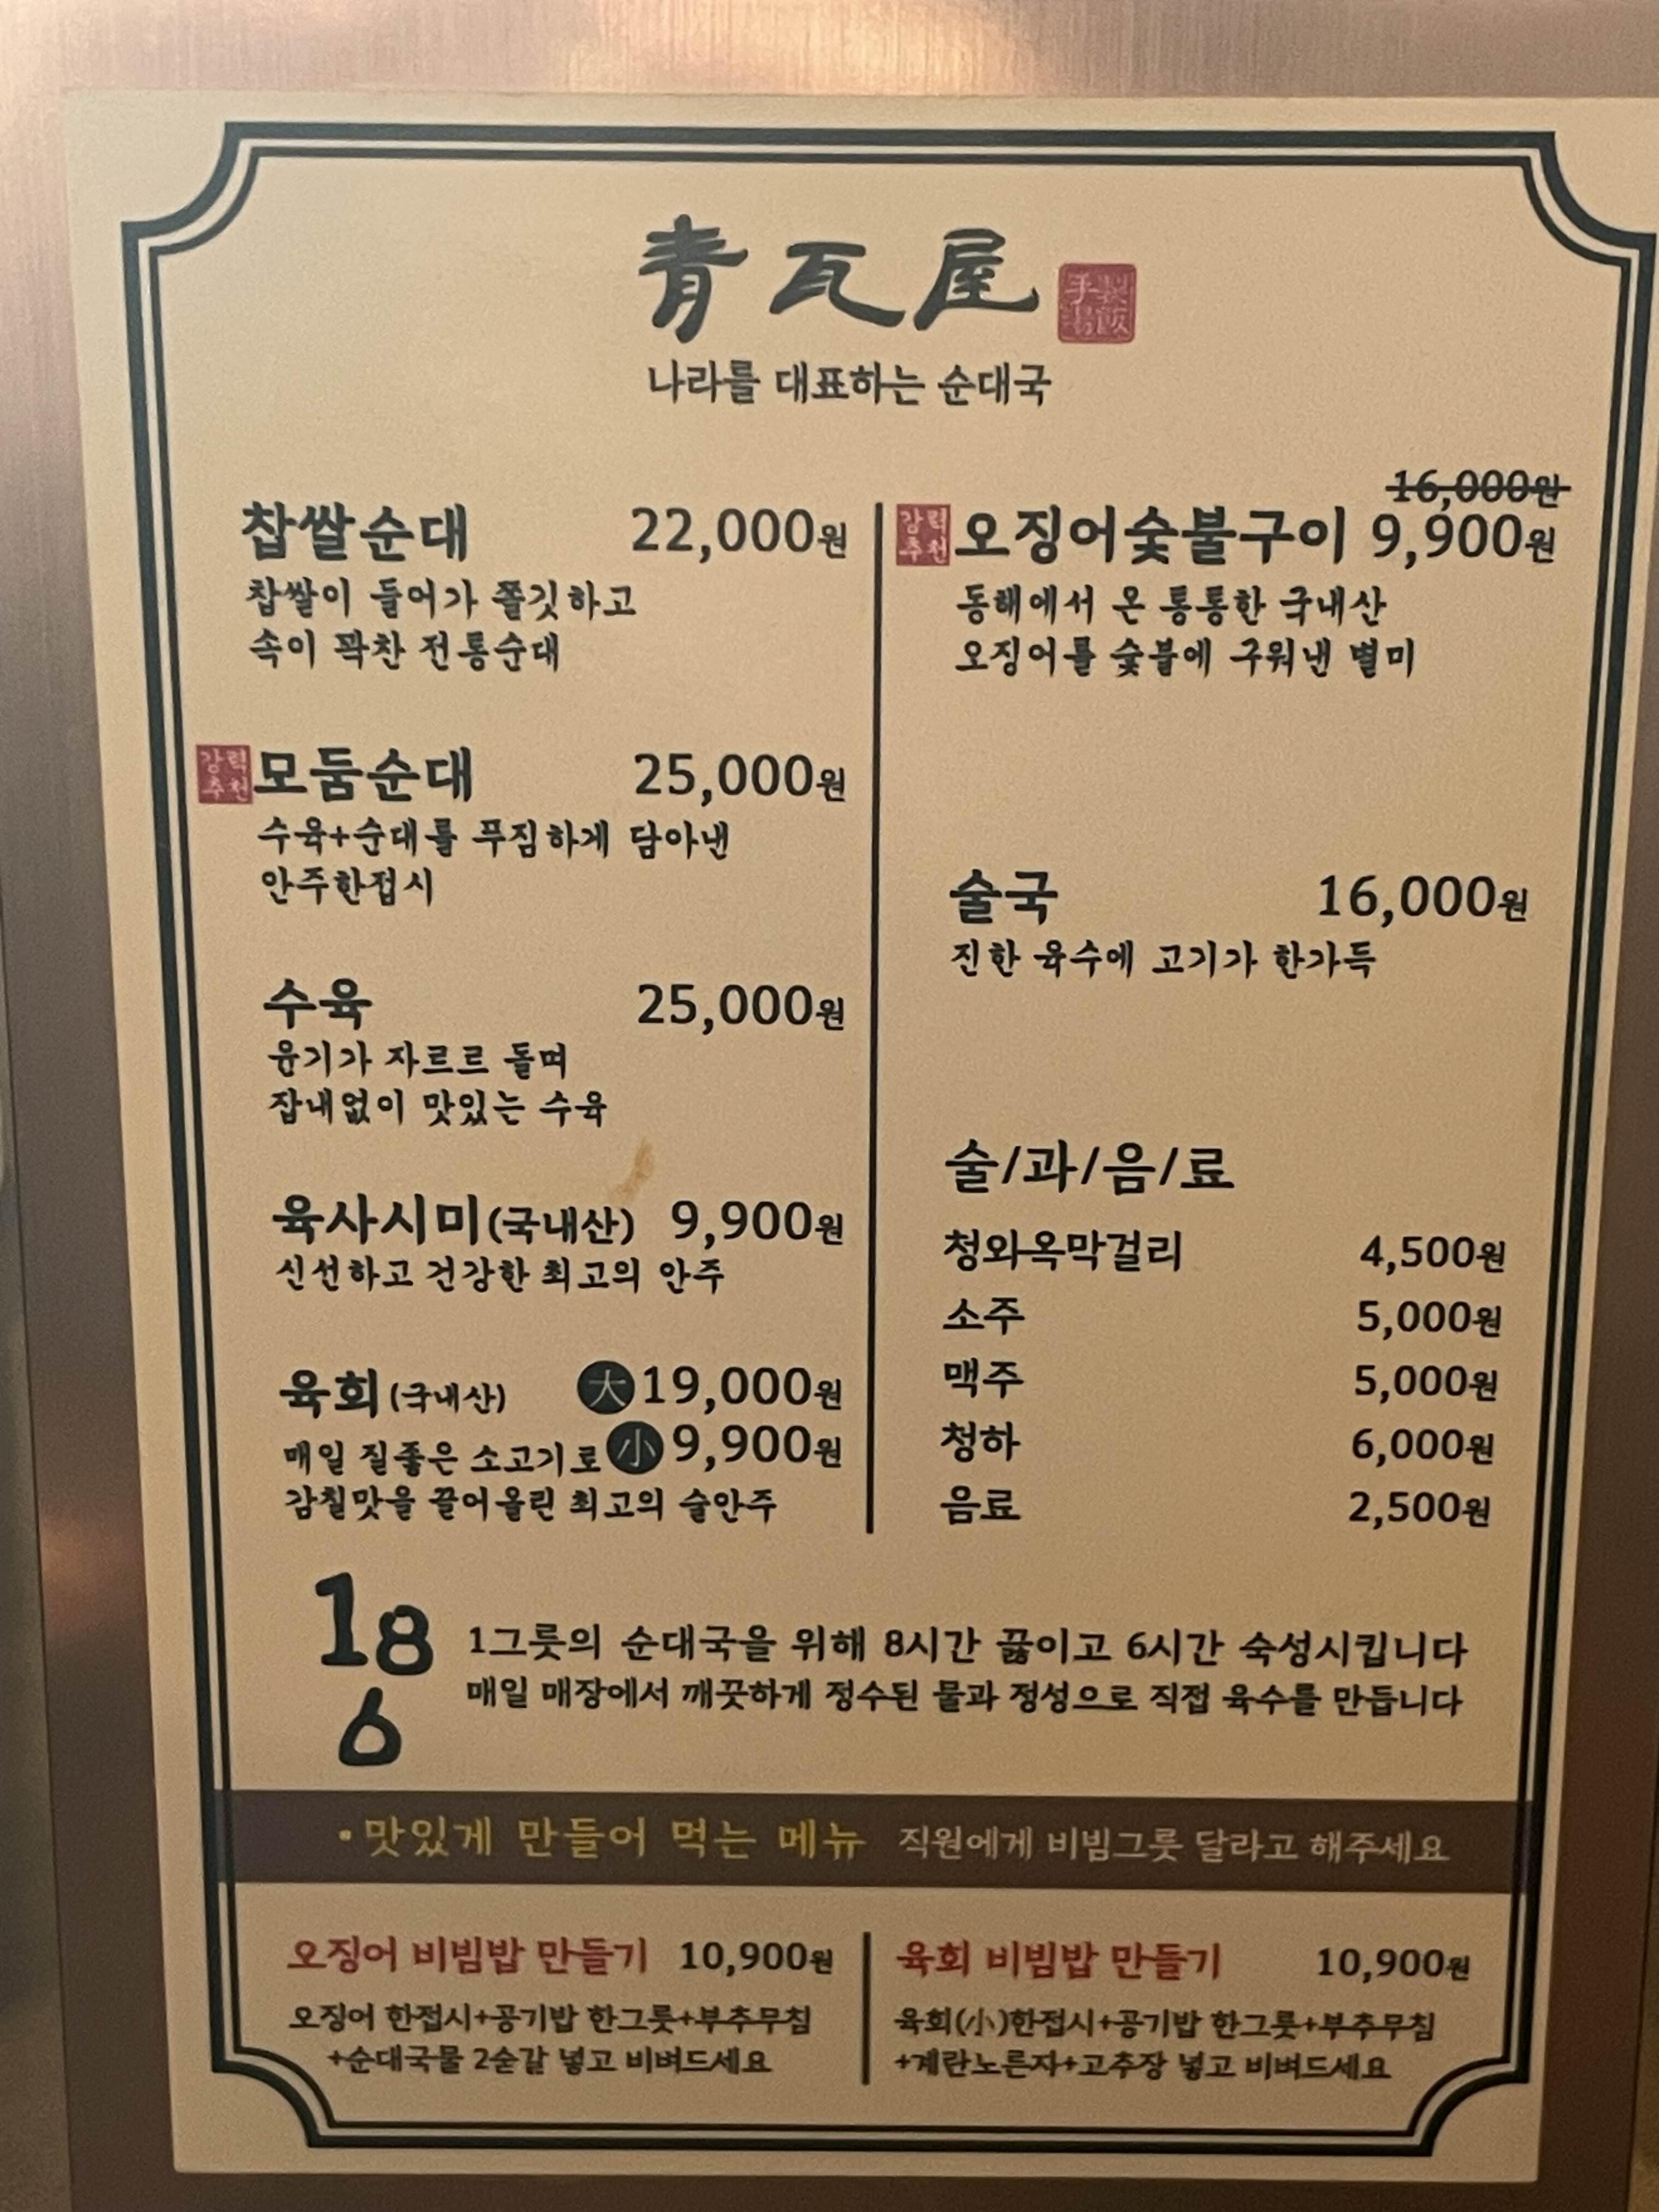 青瓦屋
手製
湯飯
나라를 대표하는 순대국
찹쌀순대 22,000원
찹쌀이 들어가 쫄깃하고
속이 꽉찬 전통순대
강력
추천
모둠순대 25,000원
수육+순대를 푸짐하게 담아낸
안주한접시
수육 25,000원
윤기가 자르르 돌며
잡내없이 맛있는 수육
육사시미(국내산) 9,900원
신선하고 건강한 최고의 안주
육회(국내산) 大 19,000원
小 9,900원
매일 질좋은 소고기로
감칠맛을 끌어올린 최고의 술안주
16,000원
강력
추천
오징어숯불구이 9,900원
동해에서 온 통통한 국내산
오징어를 숯불에 구워낸 별미
술국 16,000원
진한 육수에 고기가 한가득
술/과/음/료
청와옥막걸리 4,500원
소주 5,000원
맥주 5,000원
청하 6,000원
음료 2,500원
18
6
1그릇의 순대국을 위해 8시간 끓이고 6시간 숙성시킵니다
매일 매장에서 깨끗하게 정수된 물과 정성으로 직접 육수를 만듭니다
•맛있게 만들어 먹는 메뉴 직원에게 비빔그릇 달라고 해주세요
오징어 비빔밥 만들기 10,900원
오징어 한접시+공기밥 한그릇+부추무침
+순대국물 2숟갈 넣고 비벼드세요
육회 비빔밥 만들기 10,900원
육회(小)한접시+공기밥 한그릇+부추무침
+계란노른자+고추장 넣고 비벼드세요